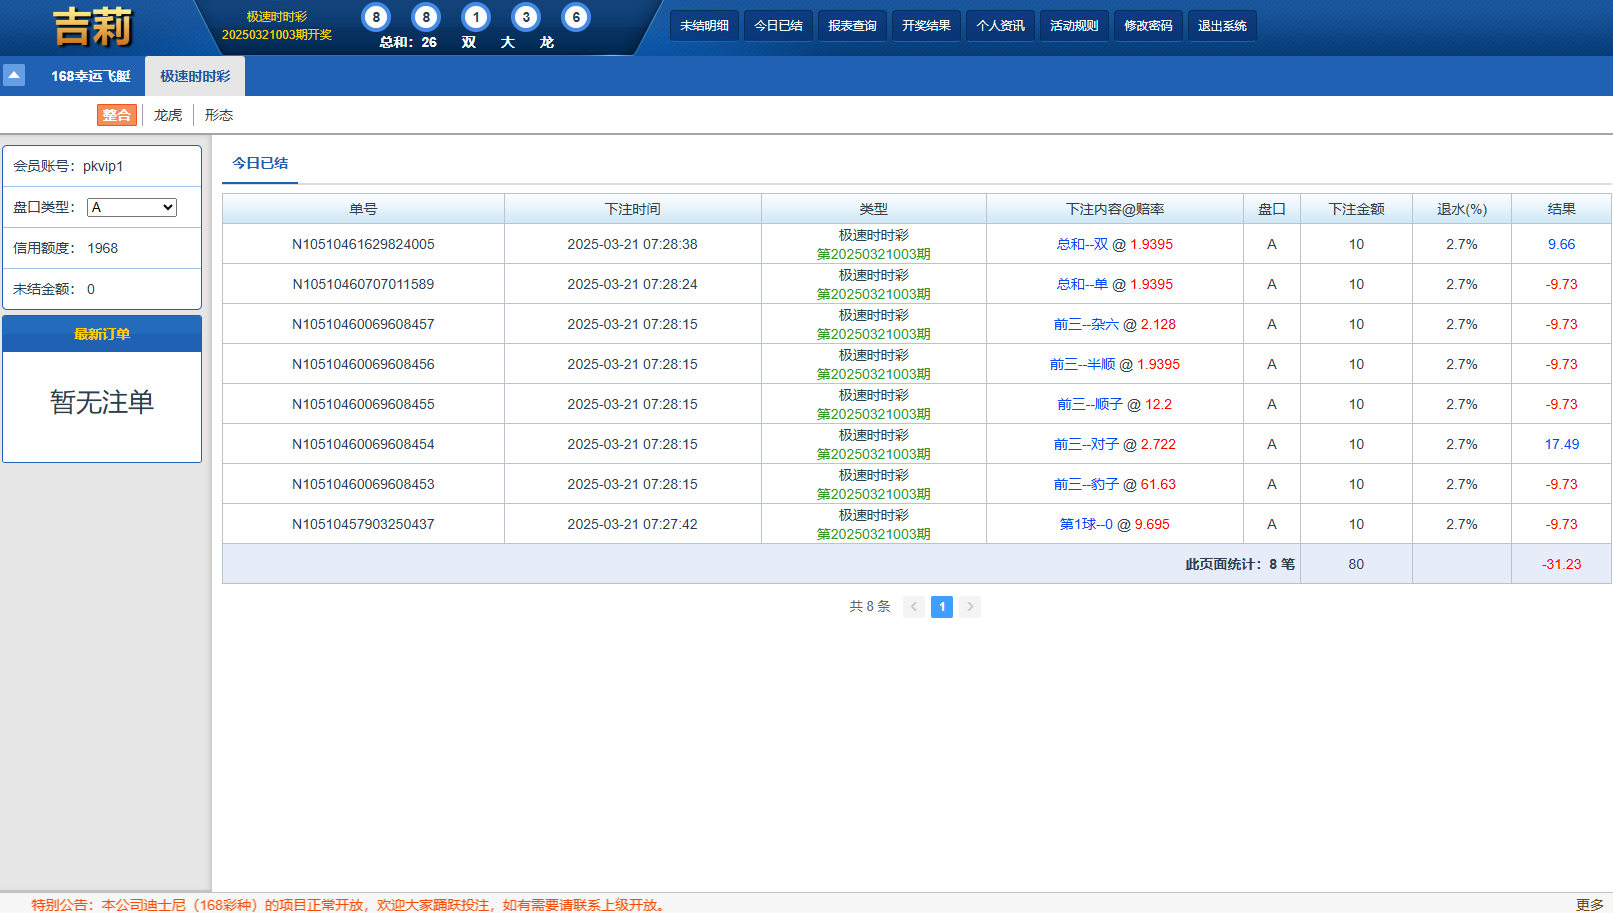 吉莉
极速时时彩
20250321003期开奖
8 8 1 3 6
总和：26 双 大 龙
未结明细 今日已结 报表查询 开奖结果 个人资讯 活动规则 修改密码 退出系统
168幸运飞艇 极速时时彩
整合 龙虎 形态
会员账号：pkvip1
盘口类型： A
信用额度： 1968
未结金额： 0
最新订单
暂无注单
今日已结
单号 下注时间 类型 下注内容@赔率 盘口 下注金额 退水(%) 结果
N10510461629824005 2025-03-21 07:28:38 极速时时彩 第20250321003期 总和--双 @ 1.9395 A 10 2.7% 9.66
N10510460707011589 2025-03-21 07:28:24 极速时时彩 第20250321003期 总和--单 @ 1.9395 A 10 2.7% -9.73
N10510460069608457 2025-03-21 07:28:15 极速时时彩 第20250321003期 前三--杂六 @ 2.128 A 10 2.7% -9.73
N10510460069608456 2025-03-21 07:28:15 极速时时彩 第20250321003期 前三--半顺 @ 1.9395 A 10 2.7% -9.73
N10510460069608455 2025-03-21 07:28:15 极速时时彩 第20250321003期 前三--顺子 @ 12.2 A 10 2.7% -9.73
N10510460069608454 2025-03-21 07:28:15 极速时时彩 第20250321003期 前三--对子 @ 2.722 A 10 2.7% 17.49
N10510460069608453 2025-03-21 07:28:15 极速时时彩 第20250321003期 前三--豹子 @ 61.63 A 10 2.7% -9.73
N10510457903250437 2025-03-21 07:27:42 极速时时彩 第20250321003期 第1球--0 @ 9.695 A 10 2.7% -9.73
此页面统计：8 笔 80 -31.23
共 8 条 1
特别公告：本公司迪士尼（168彩种）的项目正常开放，欢迎大家踊跃投注，如有需要请联系上级开放。 更多